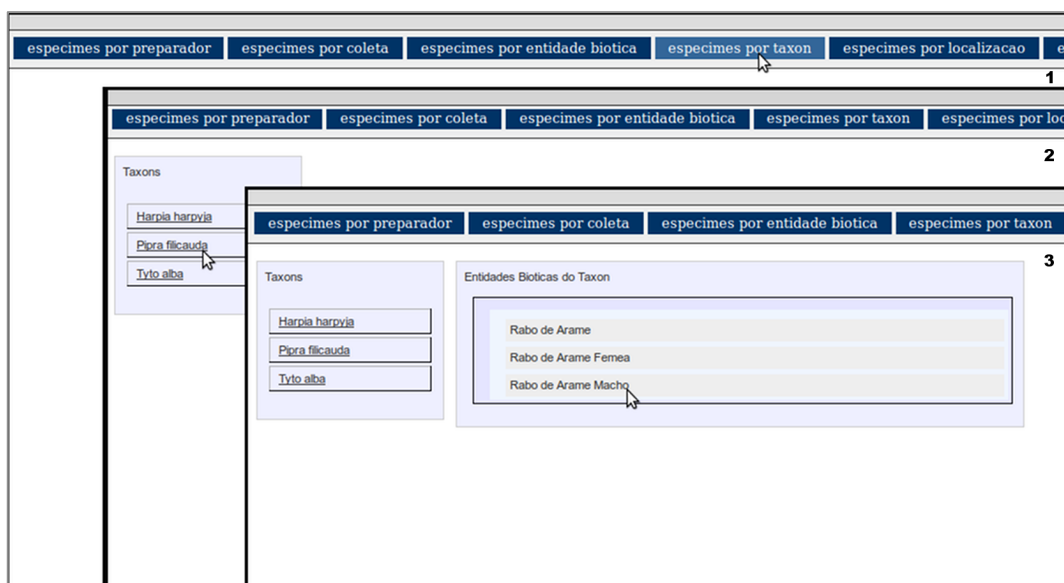 especimes por preparador especimes por coleta especimes por entidade biotica especimes por taxon especimes por localizacao e
1
especimes por preparador especimes por coleta especimes por entidade biotica especimes por taxon especimes por loc
2
Taxons
Harpia harpyja
Pipra filicauda
Tyto alba
especimes por preparador especimes por coleta especimes por entidade biotica especimes por taxon
3
Taxons
Harpia harpyja
Pipra filicauda
Tyto alba
Entidades Bioticas do Taxon
Rabo de Arame
Rabo de Arame Femea
Rabo de Arame Macho